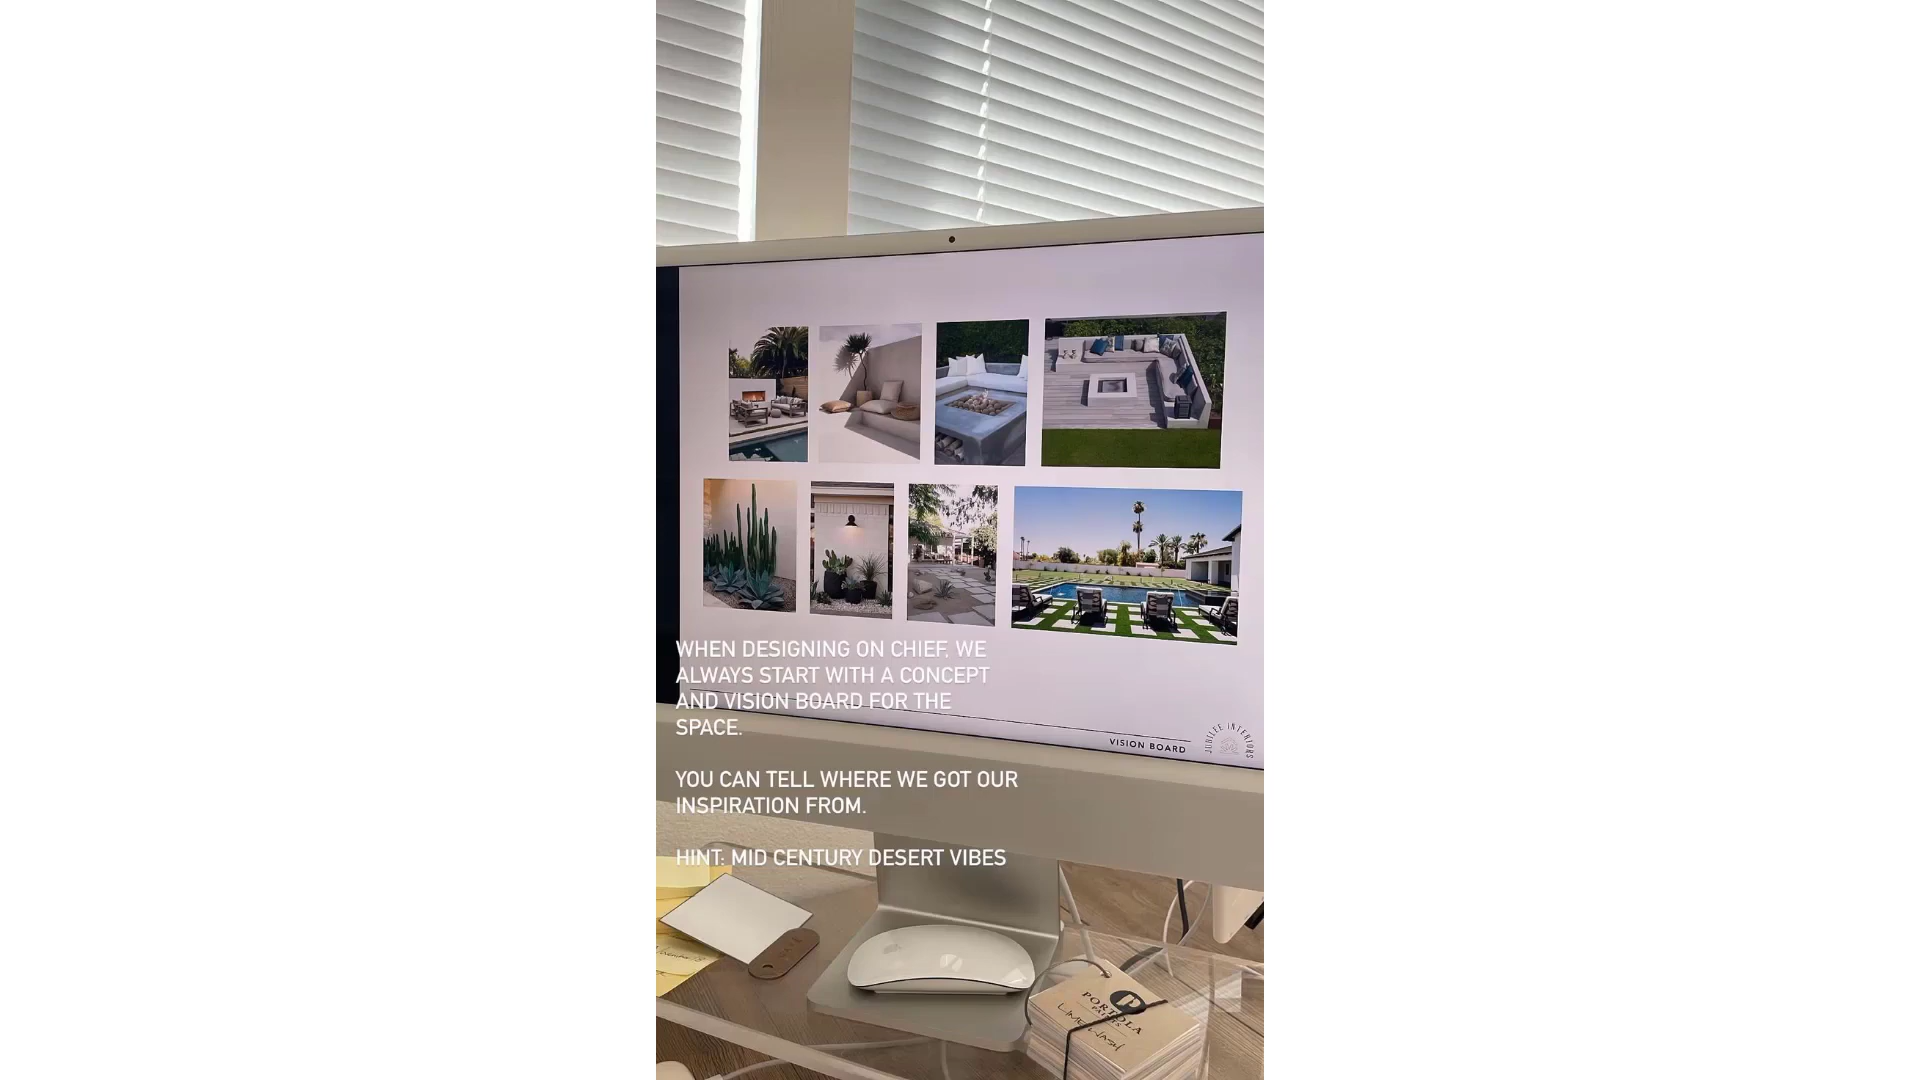 WHEN DESIGNING ON CHIEF, WE
ALWAYS START WITH A CONCEPT
AND VISION BOARD FOR THE
SPACE.
YOU CAN TELL WHERE WE GOT OUR
INSPIRATION FROM.
HINT: MID CENTURY DESERT VIBES
VISION BOARD
JUBILEE INTERIORS
PORTOLA
PAINTS
LIME WASH